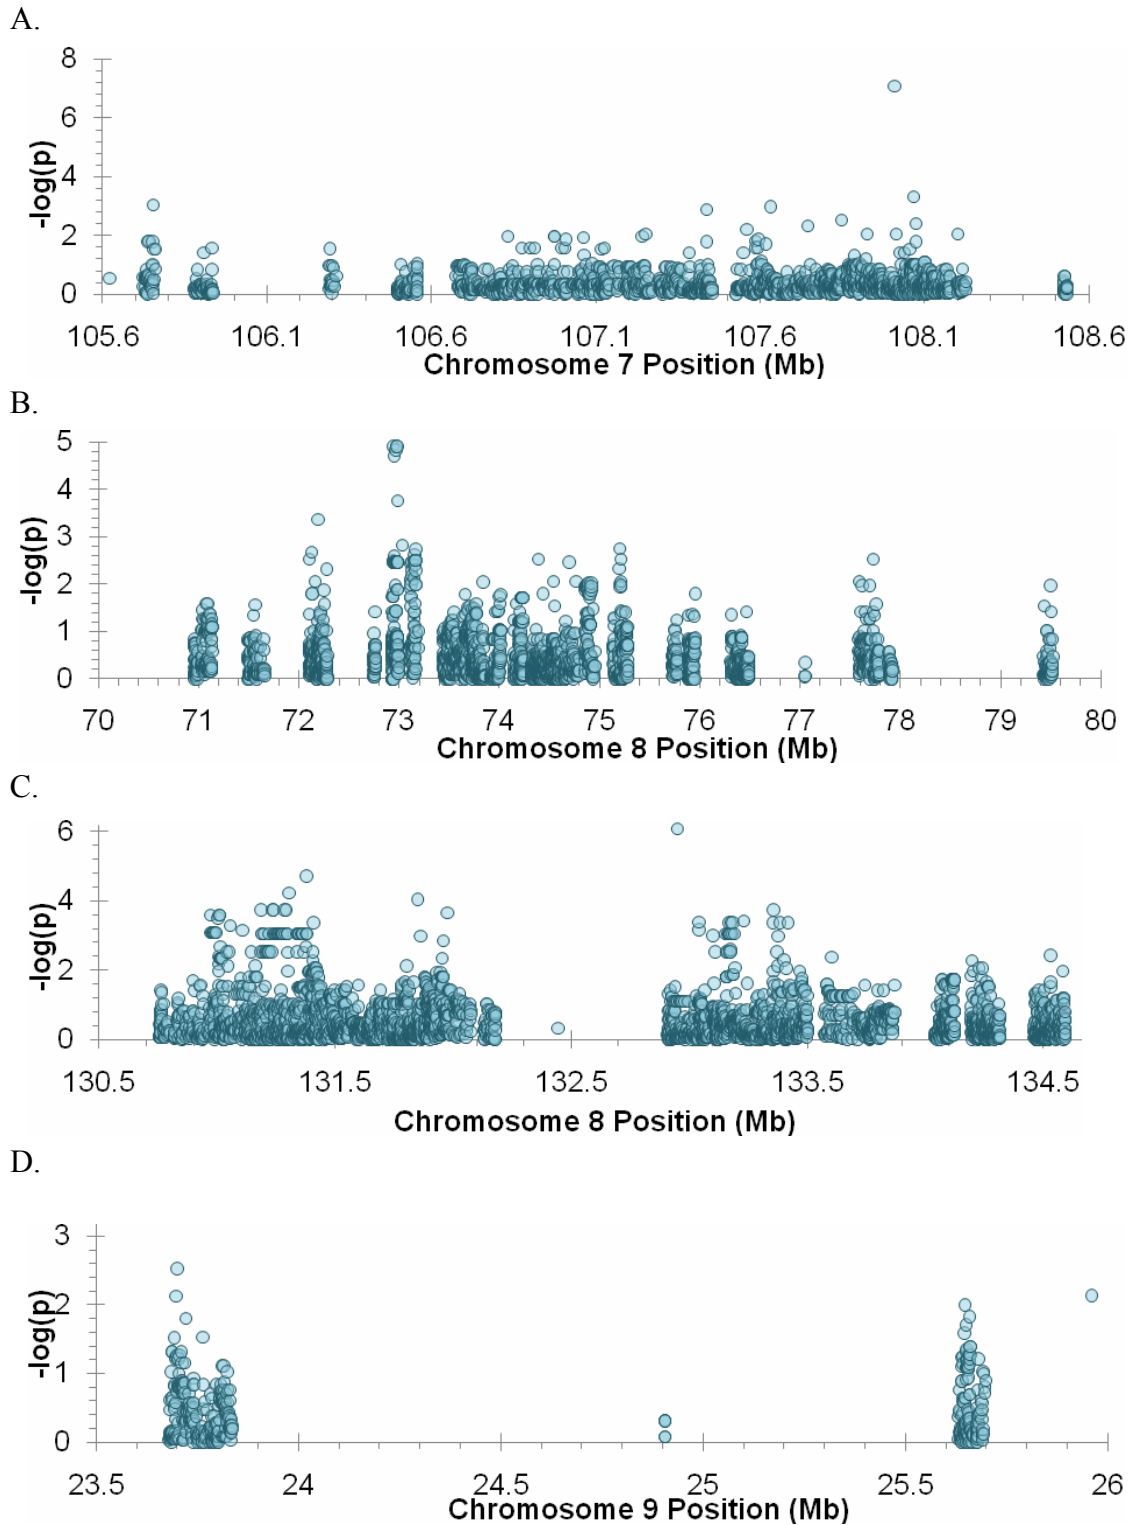 A.
8
6
4
2
0
-log(p)
105.6 106.1 106.6 107.1 107.6 108.1 108.6
Chromosome 7 Position (Mb)
B.
5
4
3
2
1
0
-log(p)
70 71 72 73 74 75 76 77 78 79 80
Chromosome 8 Position (Mb)
C.
6
4
2
0
-log(p)
130.5 131.5 132.5 133.5 134.5
Chromosome 8 Position (Mb)
D.
3
2
1
0
-log(p)
23.5 24 24.5 25 25.5 26
Chromosome 9 Position (Mb)